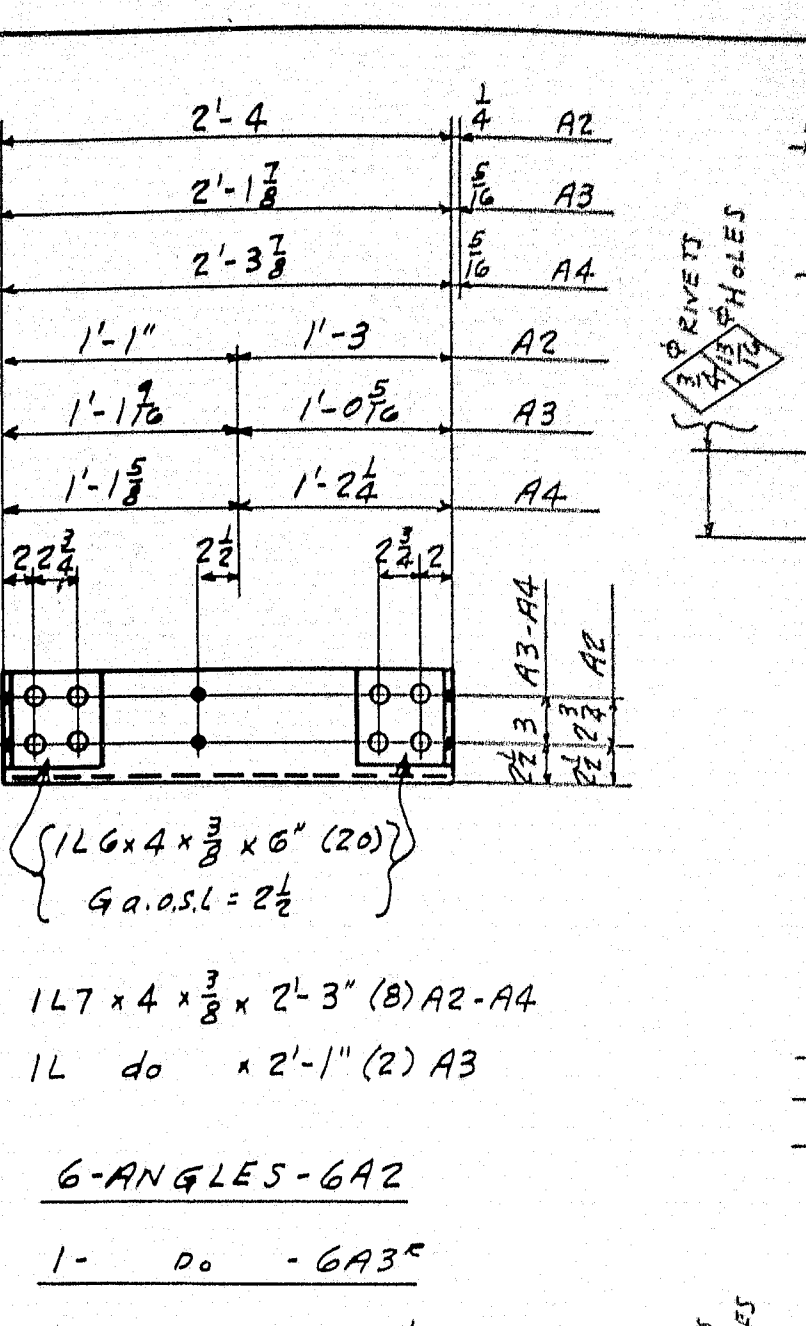 2'-4 1/4 A2
2'-1 7/8 5/16 A3
2'-3 7/8 5/16 A4
1'-1" 1'-3 A2
1'-1 9/16 1'-0 5/16 A3
1'-1 5/8 1'-2 1/4 A4
3/4 φ RIVETS
13/16 φ HOLES
2 2 3/4 2 1/2 2 3/4 2
2 1/2 3 A3-A4
2 1/2 2 3/4 A2
1L 6 x 4 x 3/8 x 6" (20)
G a.o.s.L = 2 1/2
1L 7 x 4 x 3/8 x 2'-3" (8) A2-A4
1L do x 2'-1" (2) A3
6-ANGLES-6A2
1- Do -6A3R